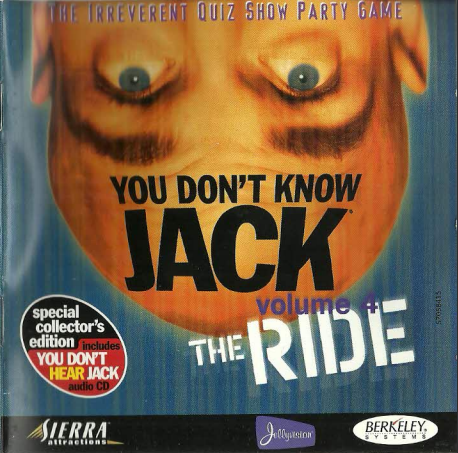 THE IRREVERENT QUIZ SHOW PARTY GAME
YOU DON'T KNOW
JACK®
volume 4
THE RIDE
special
collector's
edition includes
YOU DON'T
HEAR JACK
audio CD
S7098415
SIERRA
attractions
Jellyvision
BERKELEY
SYSTEMS